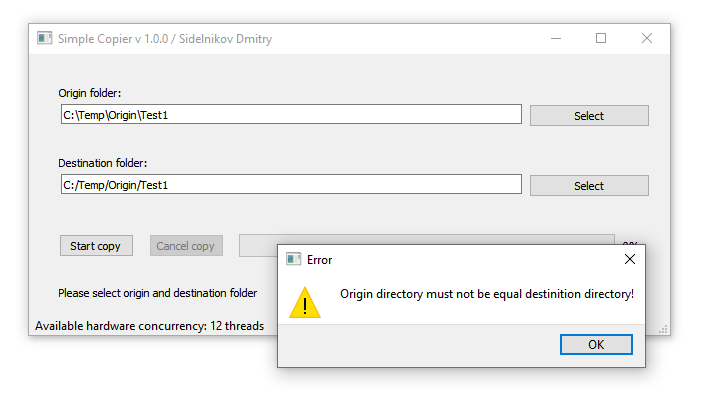 Simple Copier v 1.0.0 / Sidelnikov Dmitry
Origin folder:
C:\Temp\Origin\Test1
Select
Destination folder:
C:/Temp/Origin/Test1
Select
Start copy
Cancel copy
Error
Origin directory must not be equal destinition directory!
OK
Please select origin and destination folder
Available hardware concurrency: 12 threads